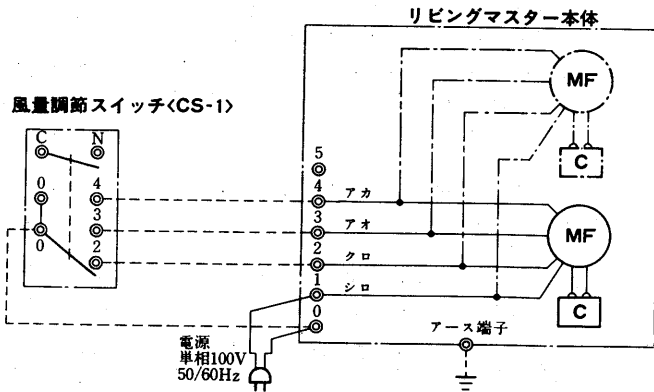 リビングマスター本体
MF
風量調節スイッチ〈CS-1〉
C N
C
5
0 4
4 アカ
3
3 アオ
MF
0 2
2 クロ
1 シロ
C
0
アース端子
電源
単相100V
50/60Hz